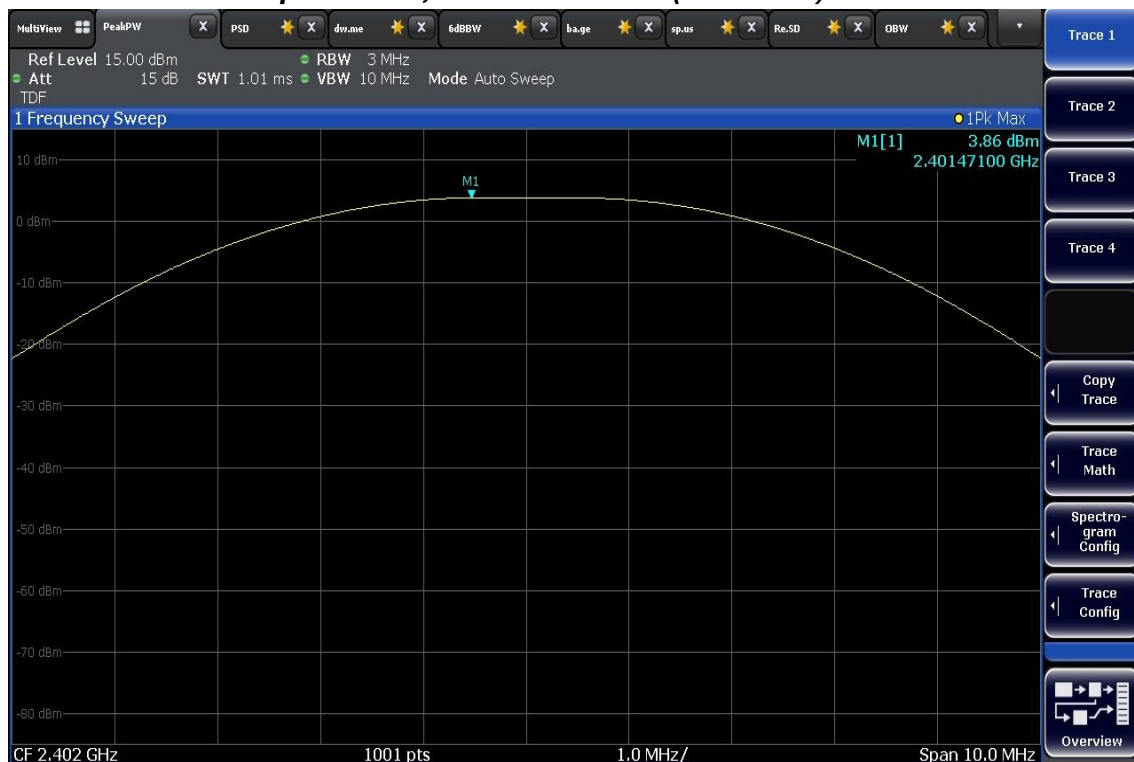 MultiView PeakPW X PSD X dw.me X 6dBBW X ba.ge X sp.us X Re.SD X OBW X
Ref Level 15.00 dBm RBW 3 MHz
Att 15 dB SWT 1.01 ms VBW 10 MHz Mode Auto Sweep
TDF
1 Frequency Sweep 1Pk Max
M1[1] 3.86 dBm
2.40147100 GHz
10 dBm
M1
0 dBm
-10 dBm
-20 dBm
-30 dBm
-40 dBm
-50 dBm
-60 dBm
-70 dBm
-80 dBm
CF 2.402 GHz 1001 pts 1.0 MHz/ Span 10.0 MHz
Trace 1
Trace 2
Trace 3
Trace 4
Copy
Trace
Trace
Math
Spectro-
gram
Config
Trace
Config
Overview